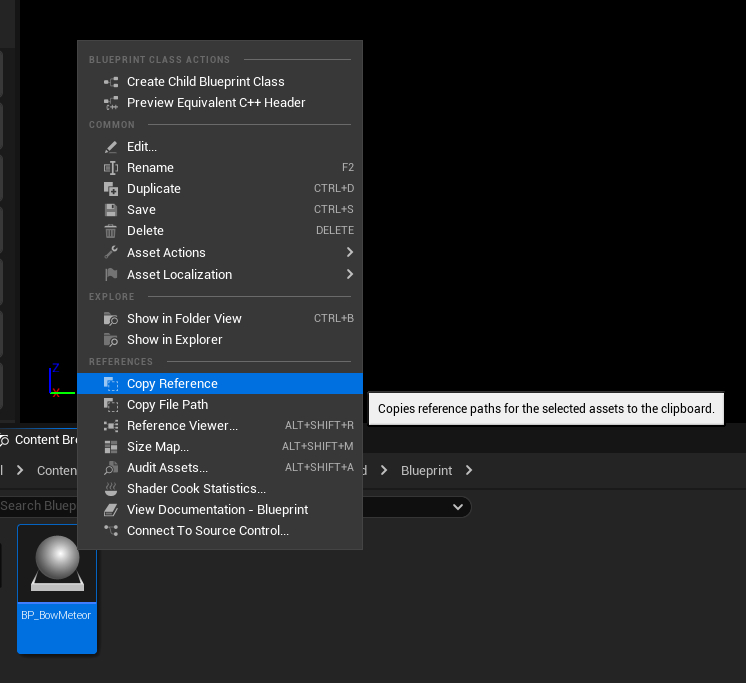 BLUEPRINT CLASS ACTIONS
Create Child Blueprint Class
Preview Equivalent C++ Header
COMMON
Edit...
Rename F2
Duplicate CTRL+D
Save CTRL+S
Delete DELETE
Asset Actions
Asset Localization
EXPLORE
Show in Folder View CTRL+B
Show in Explorer
REFERENCES
Copy Reference
Copy File Path
Reference Viewer... ALT+SHIFT+R
Size Map... ALT+SHIFT+M
Audit Assets... ALT+SHIFT+A
Shader Cook Statistics...
View Documentation - Blueprint
Connect To Source Control...
Copies reference paths for the selected assets to the clipboard.
Z
X
Content Br
Conten
Blueprint
Search Bluep
BP_BowMeteor